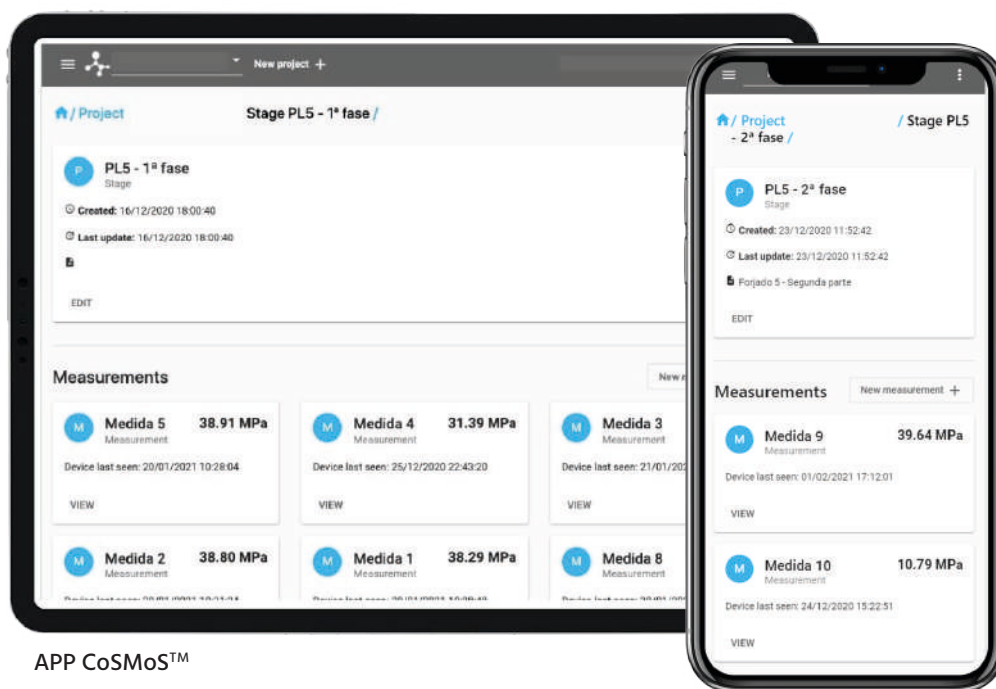 New project +
/ Project Stage PL5 - 1ª fase /
P PL5 - 1ª fase
Stage
Created: 16/12/2020 18:00:40
Last update: 16/12/2020 18:00:40
EDIT
Measurements
M Medida 5 38.91 MPa
Measurement
Device last seen: 20/01/2021 10:28:04
VIEW
M Medida 4 31.39 MPa
Measurement
Device last seen: 25/12/2020 22:43:20
VIEW
M Medida 3
Measurement
Device last seen: 21/01/202
VIEW
M Medida 2 38.80 MPa
Measurement
M Medida 1 38.29 MPa
Measurement
M Medida 8
Measurement
/ Project / Stage PL5
- 2ª fase /
P PL5 - 2ª fase
Stage
Created: 23/12/2020 11:52:42
Last update: 23/12/2020 11:52:42
Forjado 5 - Segunda parte
EDIT
Measurements New measurement +
M Medida 9 39.64 MPa
Measurement
Device last seen: 01/02/2021 17:12:01
VIEW
M Medida 10 10.79 MPa
Measurement
Device last seen: 24/12/2020 15:22:51
VIEW
APP CoSMoS™